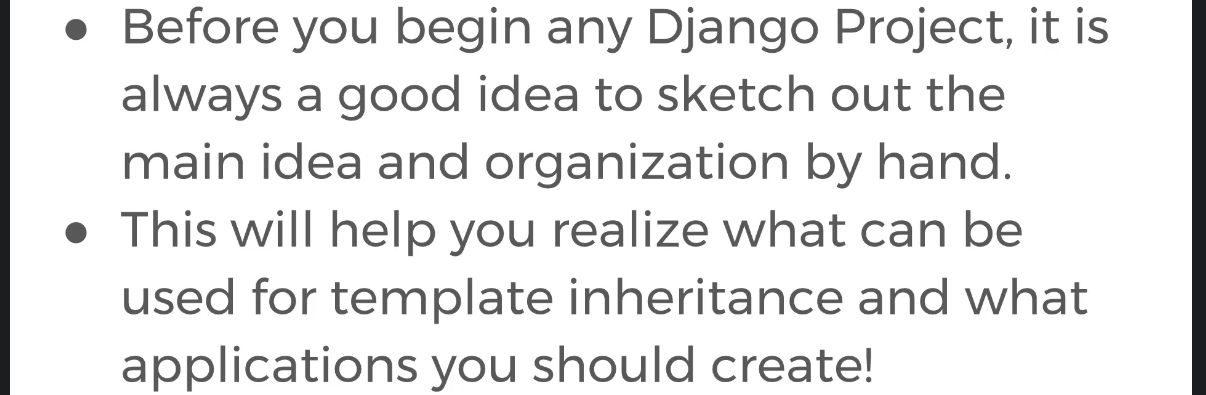 ● Before you begin any Django Project, it is
always a good idea to sketch out the
main idea and organization by hand.
● This will help you realize what can be
used for template inheritance and what
applications you should create!